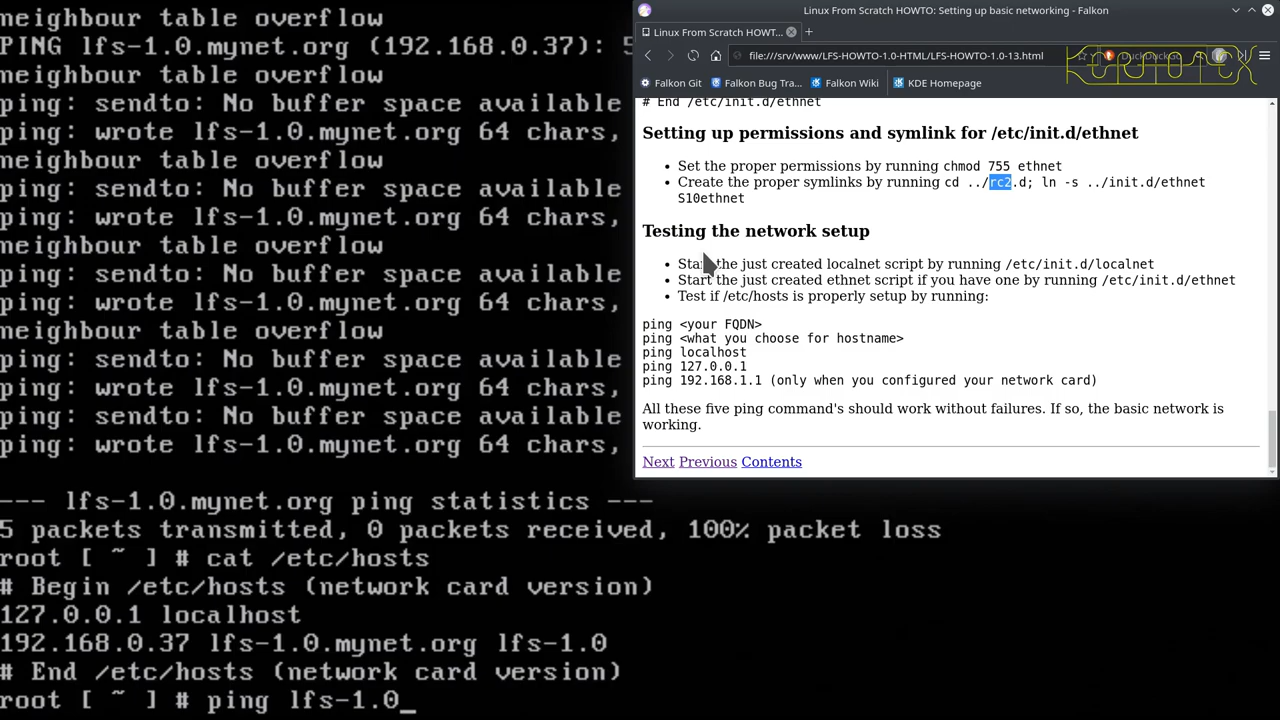 neighbour table overflow
PING lfs-1.0.mynet.org (192.168.0.37): 5
neighbour table overflow
ping: sendto: No buffer space available
ping: wrote lfs-1.0.mynet.org 64 chars,
neighbour table overflow
ping: sendto: No buffer space available
ping: wrote lfs-1.0.mynet.org 64 chars,
neighbour table overflow
ping: sendto: No buffer space available
ping: wrote lfs-1.0.mynet.org 64 chars,
neighbour table overflow
ping: sendto: No buffer space available
ping: wrote lfs-1.0.mynet.org 64 chars,
ping: sendto: No buffer space available
ping: wrote lfs-1.0.mynet.org 64 chars,
--- lfs-1.0.mynet.org ping statistics ---
5 packets transmitted, 0 packets received, 100% packet loss
root [ ~ ] # cat /etc/hosts
# Begin /etc/hosts (network card version)
127.0.0.1 localhost
192.168.0.37 lfs-1.0.mynet.org lfs-1.0
# End /etc/hosts (network card version)
root [ ~ ] # ping lfs-1.0_
Linux From Scratch HOWTO: Setting up basic networking - Falkon
Linux From Scratch HOWT...
file:///srv/www/LFS-HOWTO-1.0-HTML/LFS-HOWTO-1.0-13.html
Falkon Git Falkon Bug Tra... Falkon Wiki KDE Homepage
# End /etc/init.d/ethnet
Setting up permissions and symlink for /etc/init.d/ethnet
• Set the proper permissions by running chmod 755 ethnet
• Create the proper symlinks by running cd ../rc2.d; ln -s ../init.d/ethnet
S10ethnet
Testing the network setup
• Start the just created localnet script by running /etc/init.d/localnet
• Start the just created ethnet script if you have one by running /etc/init.d/ethnet
• Test if /etc/hosts is properly setup by running:
ping <your FQDN>
ping <what you choose for hostname>
ping localhost
ping 127.0.0.1
ping 192.168.1.1 (only when you configured your network card)
All these five ping command's should work without failures. If so, the basic network is
working.
Next Previous Contents